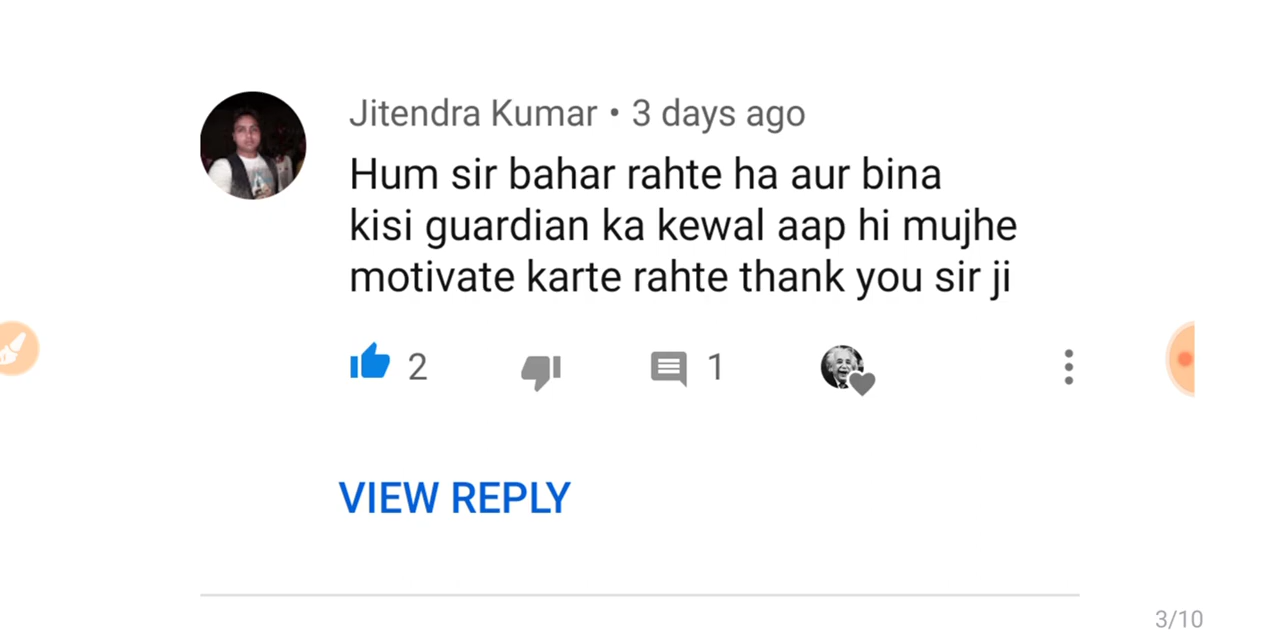 Jitendra Kumar • 3 days ago
Hum sir bahar rahte ha aur bina
kisi guardian ka kewal aap hi mujhe
motivate karte rahte thank you sir ji
2 1
VIEW REPLY
3/10